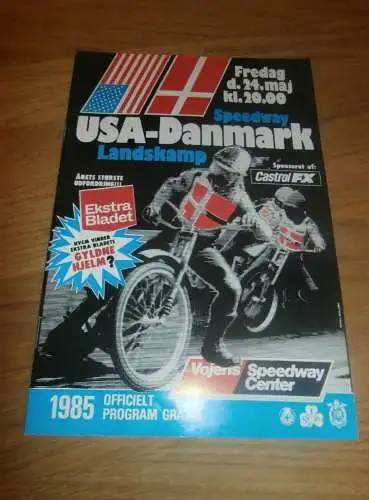 Fredag
d. 24. maj
kl. 20.00
Speedway
USA-Danmark
Landskamp
Sponseret af:
Castrol FX
ÅRETS STØRSTE
UDFORDRING!!!
Ekstra
Bladet
HVEM VINDER
EKSTRA BLADETS
GYLDNE
HJELM?
Vojens Speedway
Center
1985 OFFICIELT
PROGRAM GRA